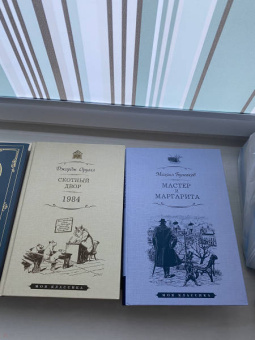 Джордж Оруэлл
СКОТНЫЙ
ДВОР
1984
МОЯ КЛАССИКА
Михаил Булгаков
МАСТЕР
И
МАРГАРИТА
МОЯ КЛАССИКА